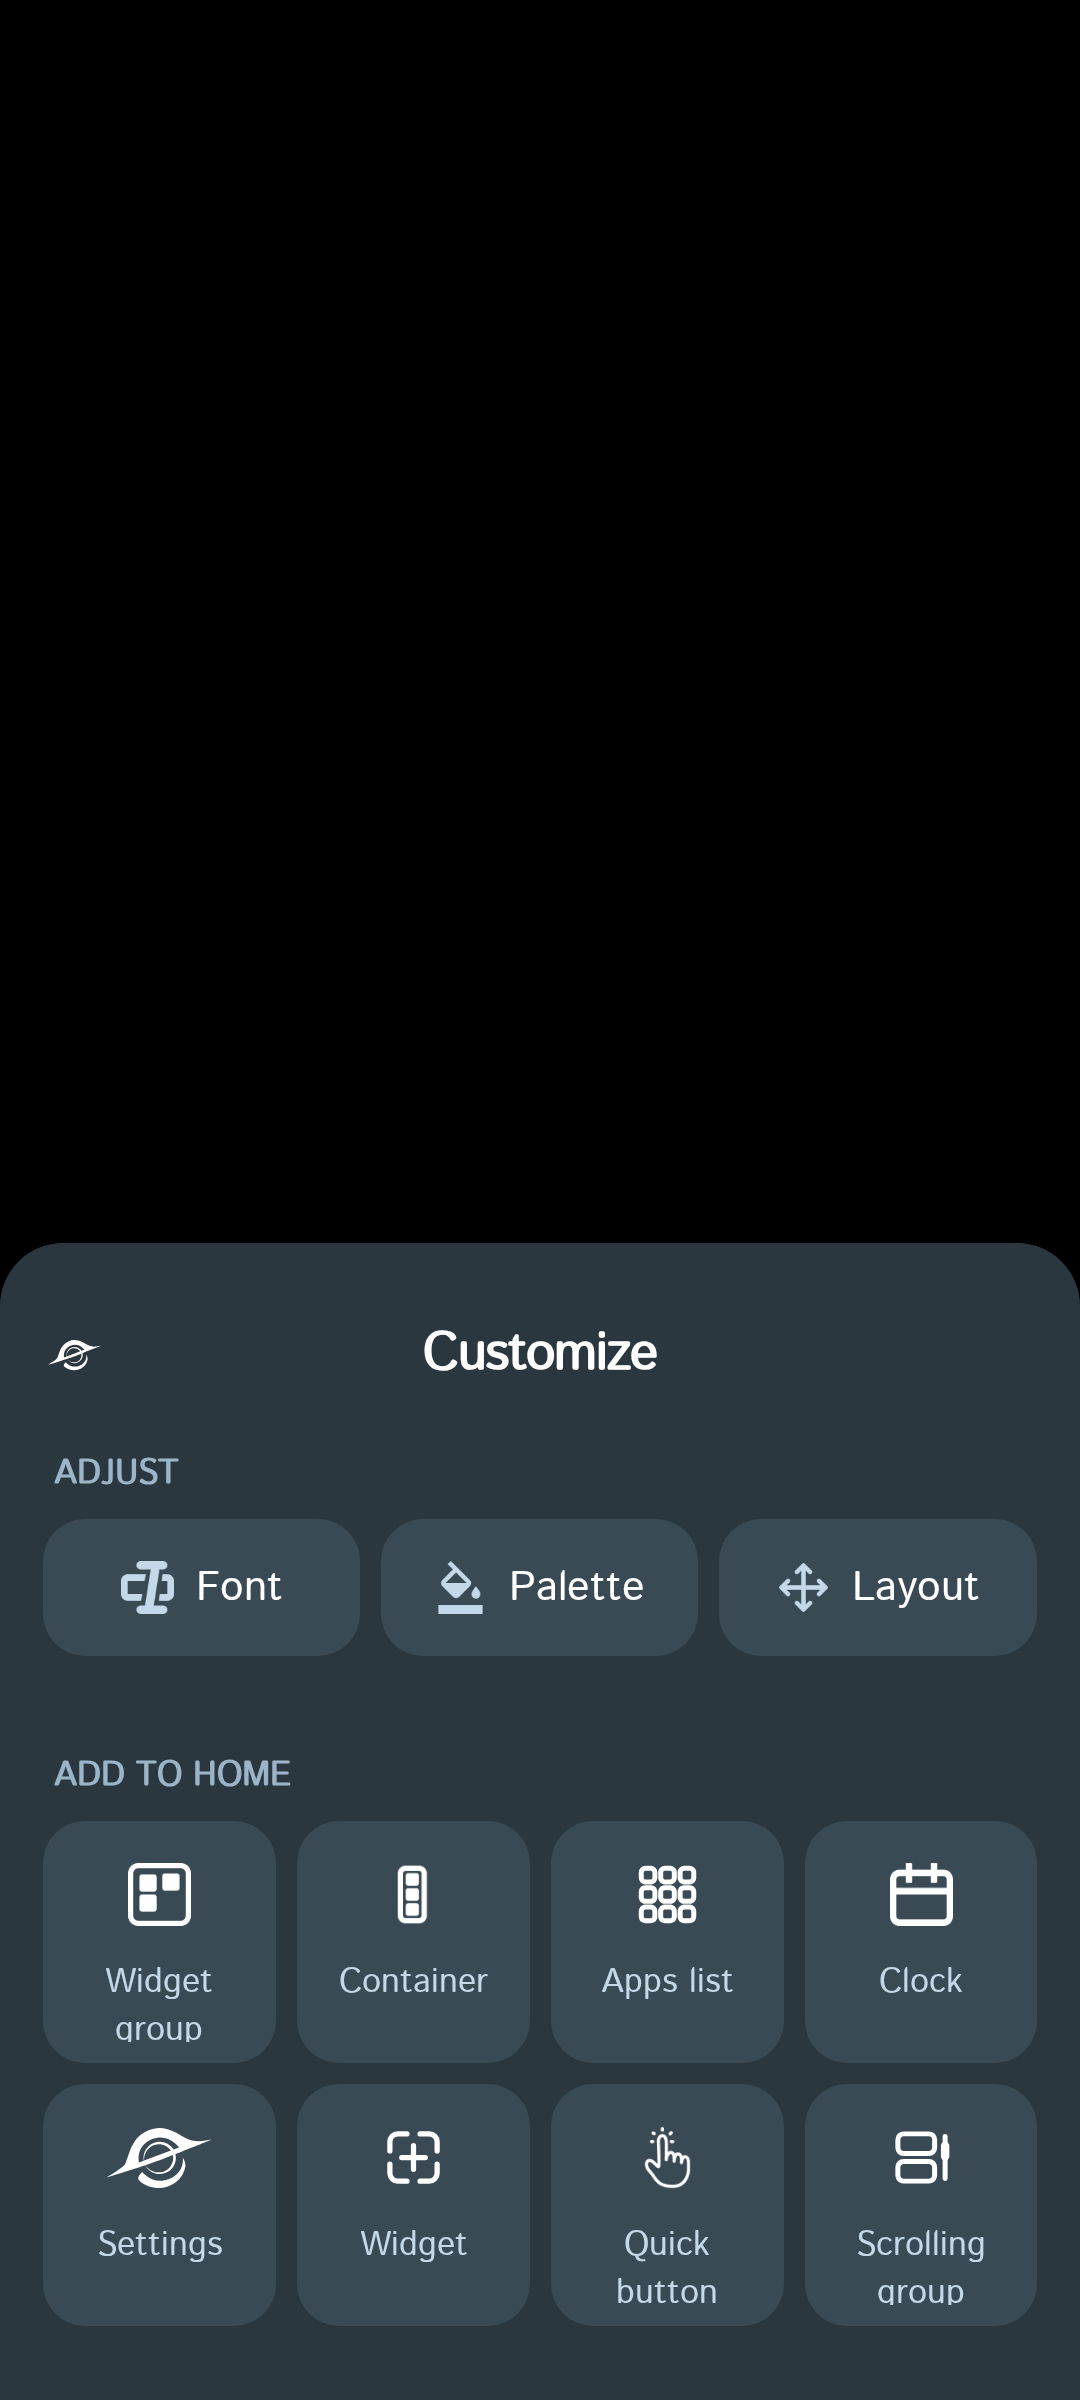 Customize
ADJUST
Font
Palette
Layout
ADD TO HOME
Widget
group
Container
Apps list
Clock
Settings
Widget
Quick
button
Scrolling
group